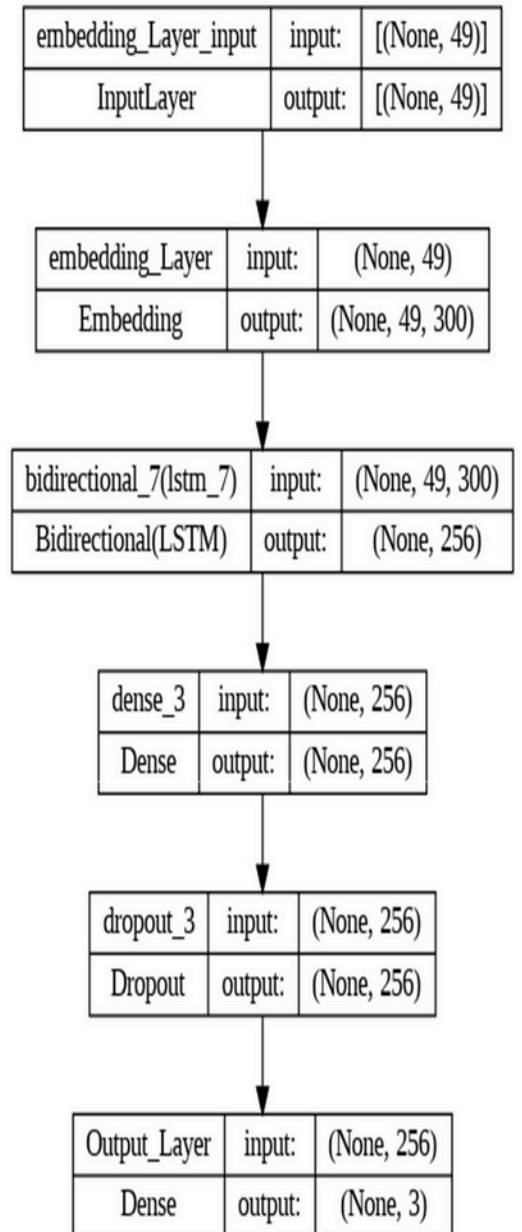 embedding_Layer_input input: [(None, 49)]
InputLayer output: [(None, 49)]
embedding_Layer input: (None, 49)
Embedding output: (None, 49, 300)
bidirectional_7(lstm_7) input: (None, 49, 300)
Bidirectional(LSTM) output: (None, 256)
dense_3 input: (None, 256)
Dense output: (None, 256)
dropout_3 input: (None, 256)
Dropout output: (None, 256)
Output_Layer input: (None, 256)
Dense output: (None, 3)